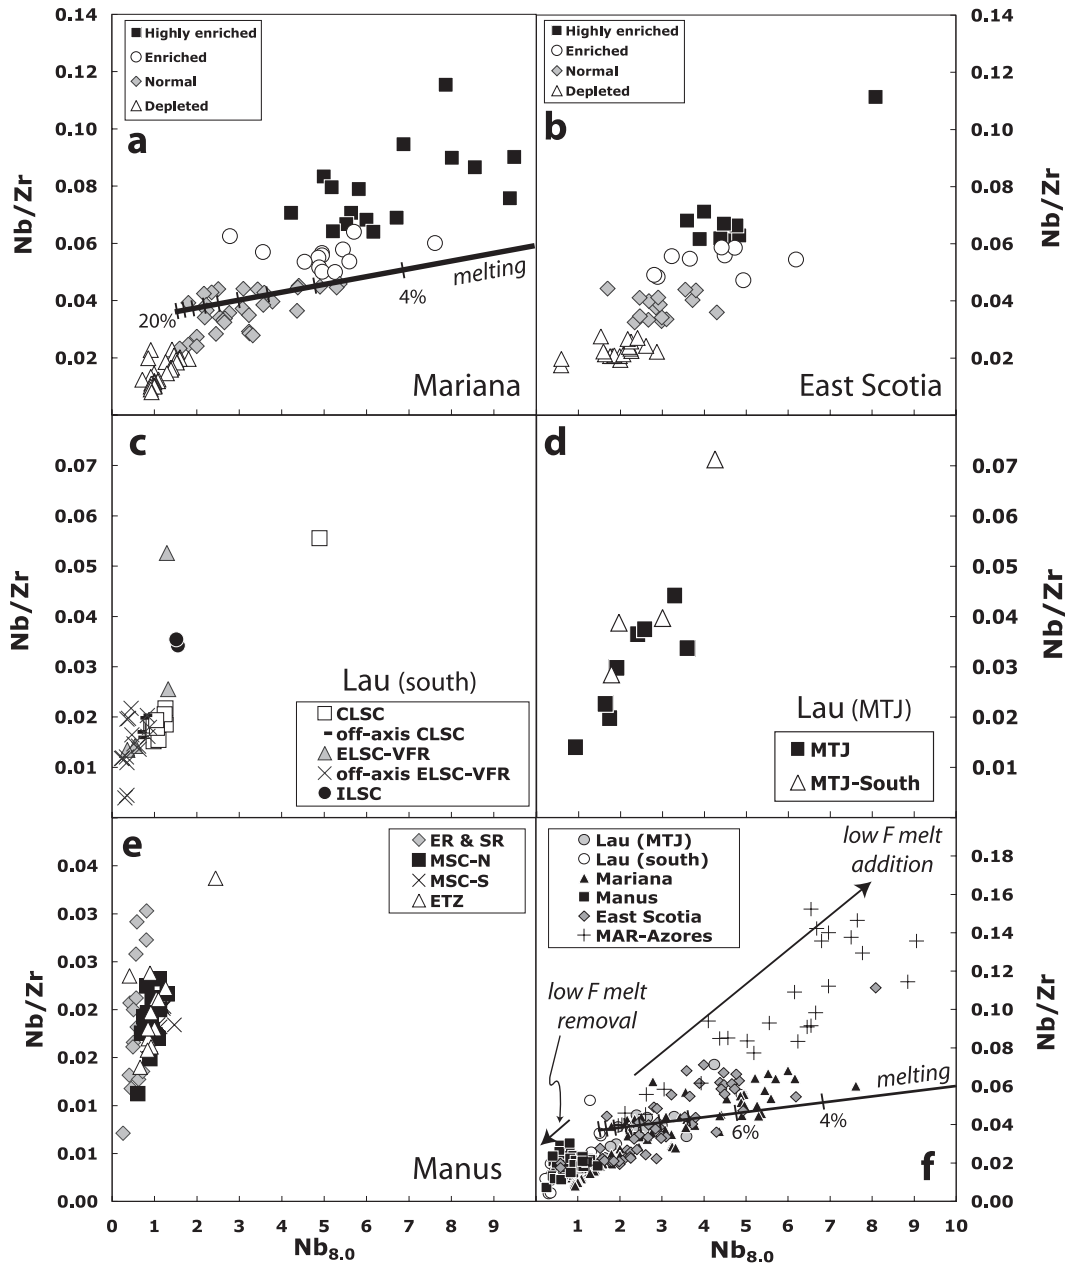 0.14
0.12
0.10
0.08
0.06
0.04
0.02
Nb/Zr
Highly enriched
Enriched
Normal
Depleted
a
melting
4%
20%
Mariana
Highly enriched
Enriched
Normal
Depleted
b
East Scotia
0.14
0.12
0.10
0.08
0.06
0.04
0.02
Nb/Zr
0.07
0.06
0.05
0.04
0.03
0.02
0.01
Nb/Zr
c
Lau (south)
CLSC
off-axis CLSC
ELSC-VFR
off-axis ELSC-VFR
ILSC
d
Lau (MTJ)
MTJ
MTJ-South
0.07
0.06
0.05
0.04
0.03
0.02
0.01
Nb/Zr
0.04
0.03
0.03
0.02
0.02
0.01
0.01
0.00
Nb/Zr
e
ER & SR
MSC-N
MSC-S
ETZ
Manus
0 1 2 3 4 5 6 7 8 9
Nb8.0
Lau (MTJ)
Lau (south)
Mariana
Manus
East Scotia
MAR-Azores
low F melt
addition
low F melt
removal
melting
6%
4%
f
0.18
0.16
0.14
0.12
0.10
0.08
0.06
0.04
0.02
0.00
Nb/Zr
1 2 3 4 5 6 7 8 9 10
Nb8.0